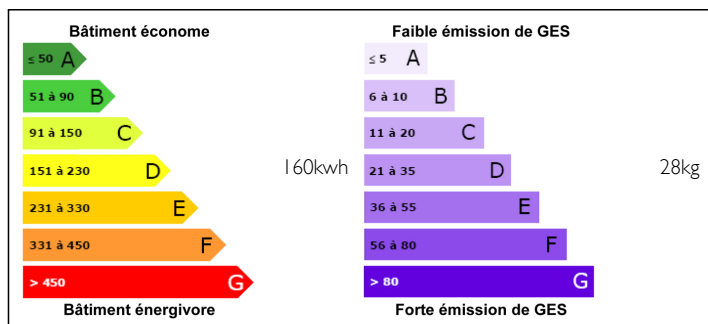 Bâtiment économe
≤ 50 A
51 à 90 B
91 à 150 C
151 à 230 D
231 à 330 E
331 à 450 F
> 450 G
Bâtiment énergivore
160kwh
Faible émission de GES
≤ 5 A
6 à 10 B
11 à 20 C
21 à 35 D
36 à 55 E
56 à 80 F
> 80 G
Forte émission de GES
28kg